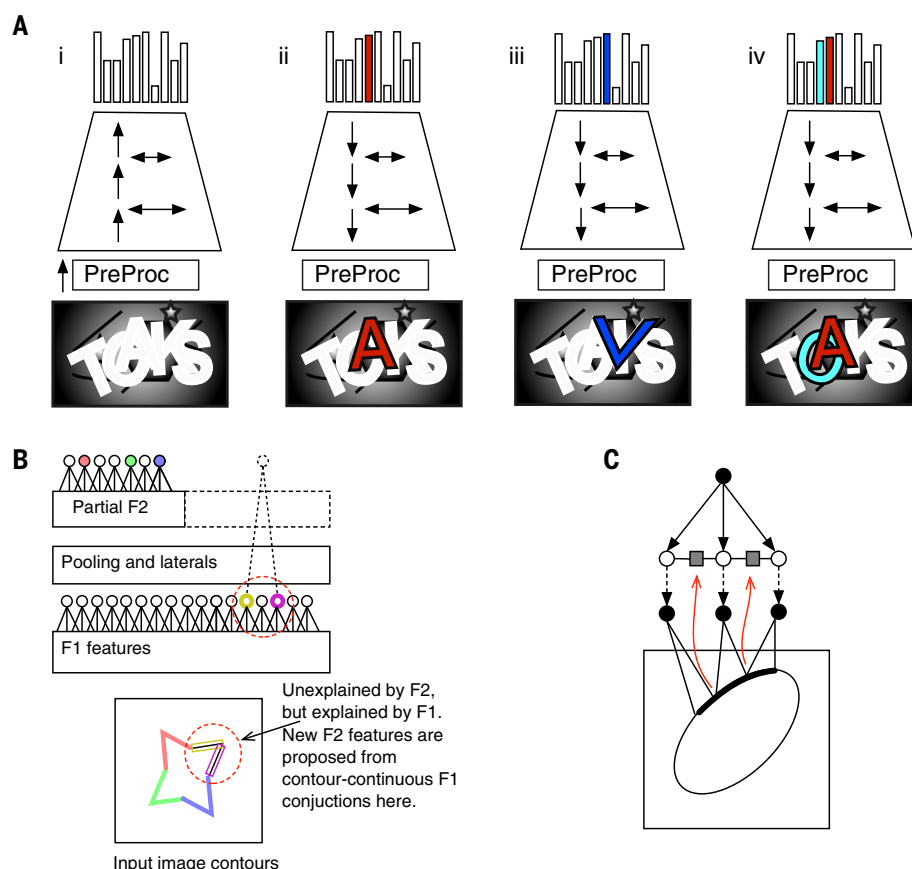 A
i
ii
iii
iv
PreProc
PreProc
PreProc
PreProc
B
C
Partial F2
Pooling and laterals
F1 features
Unexplained by F2,
but explained by F1.
New F2 features are
proposed from
contour-continuous F1
conjuctions here.
Input image contours